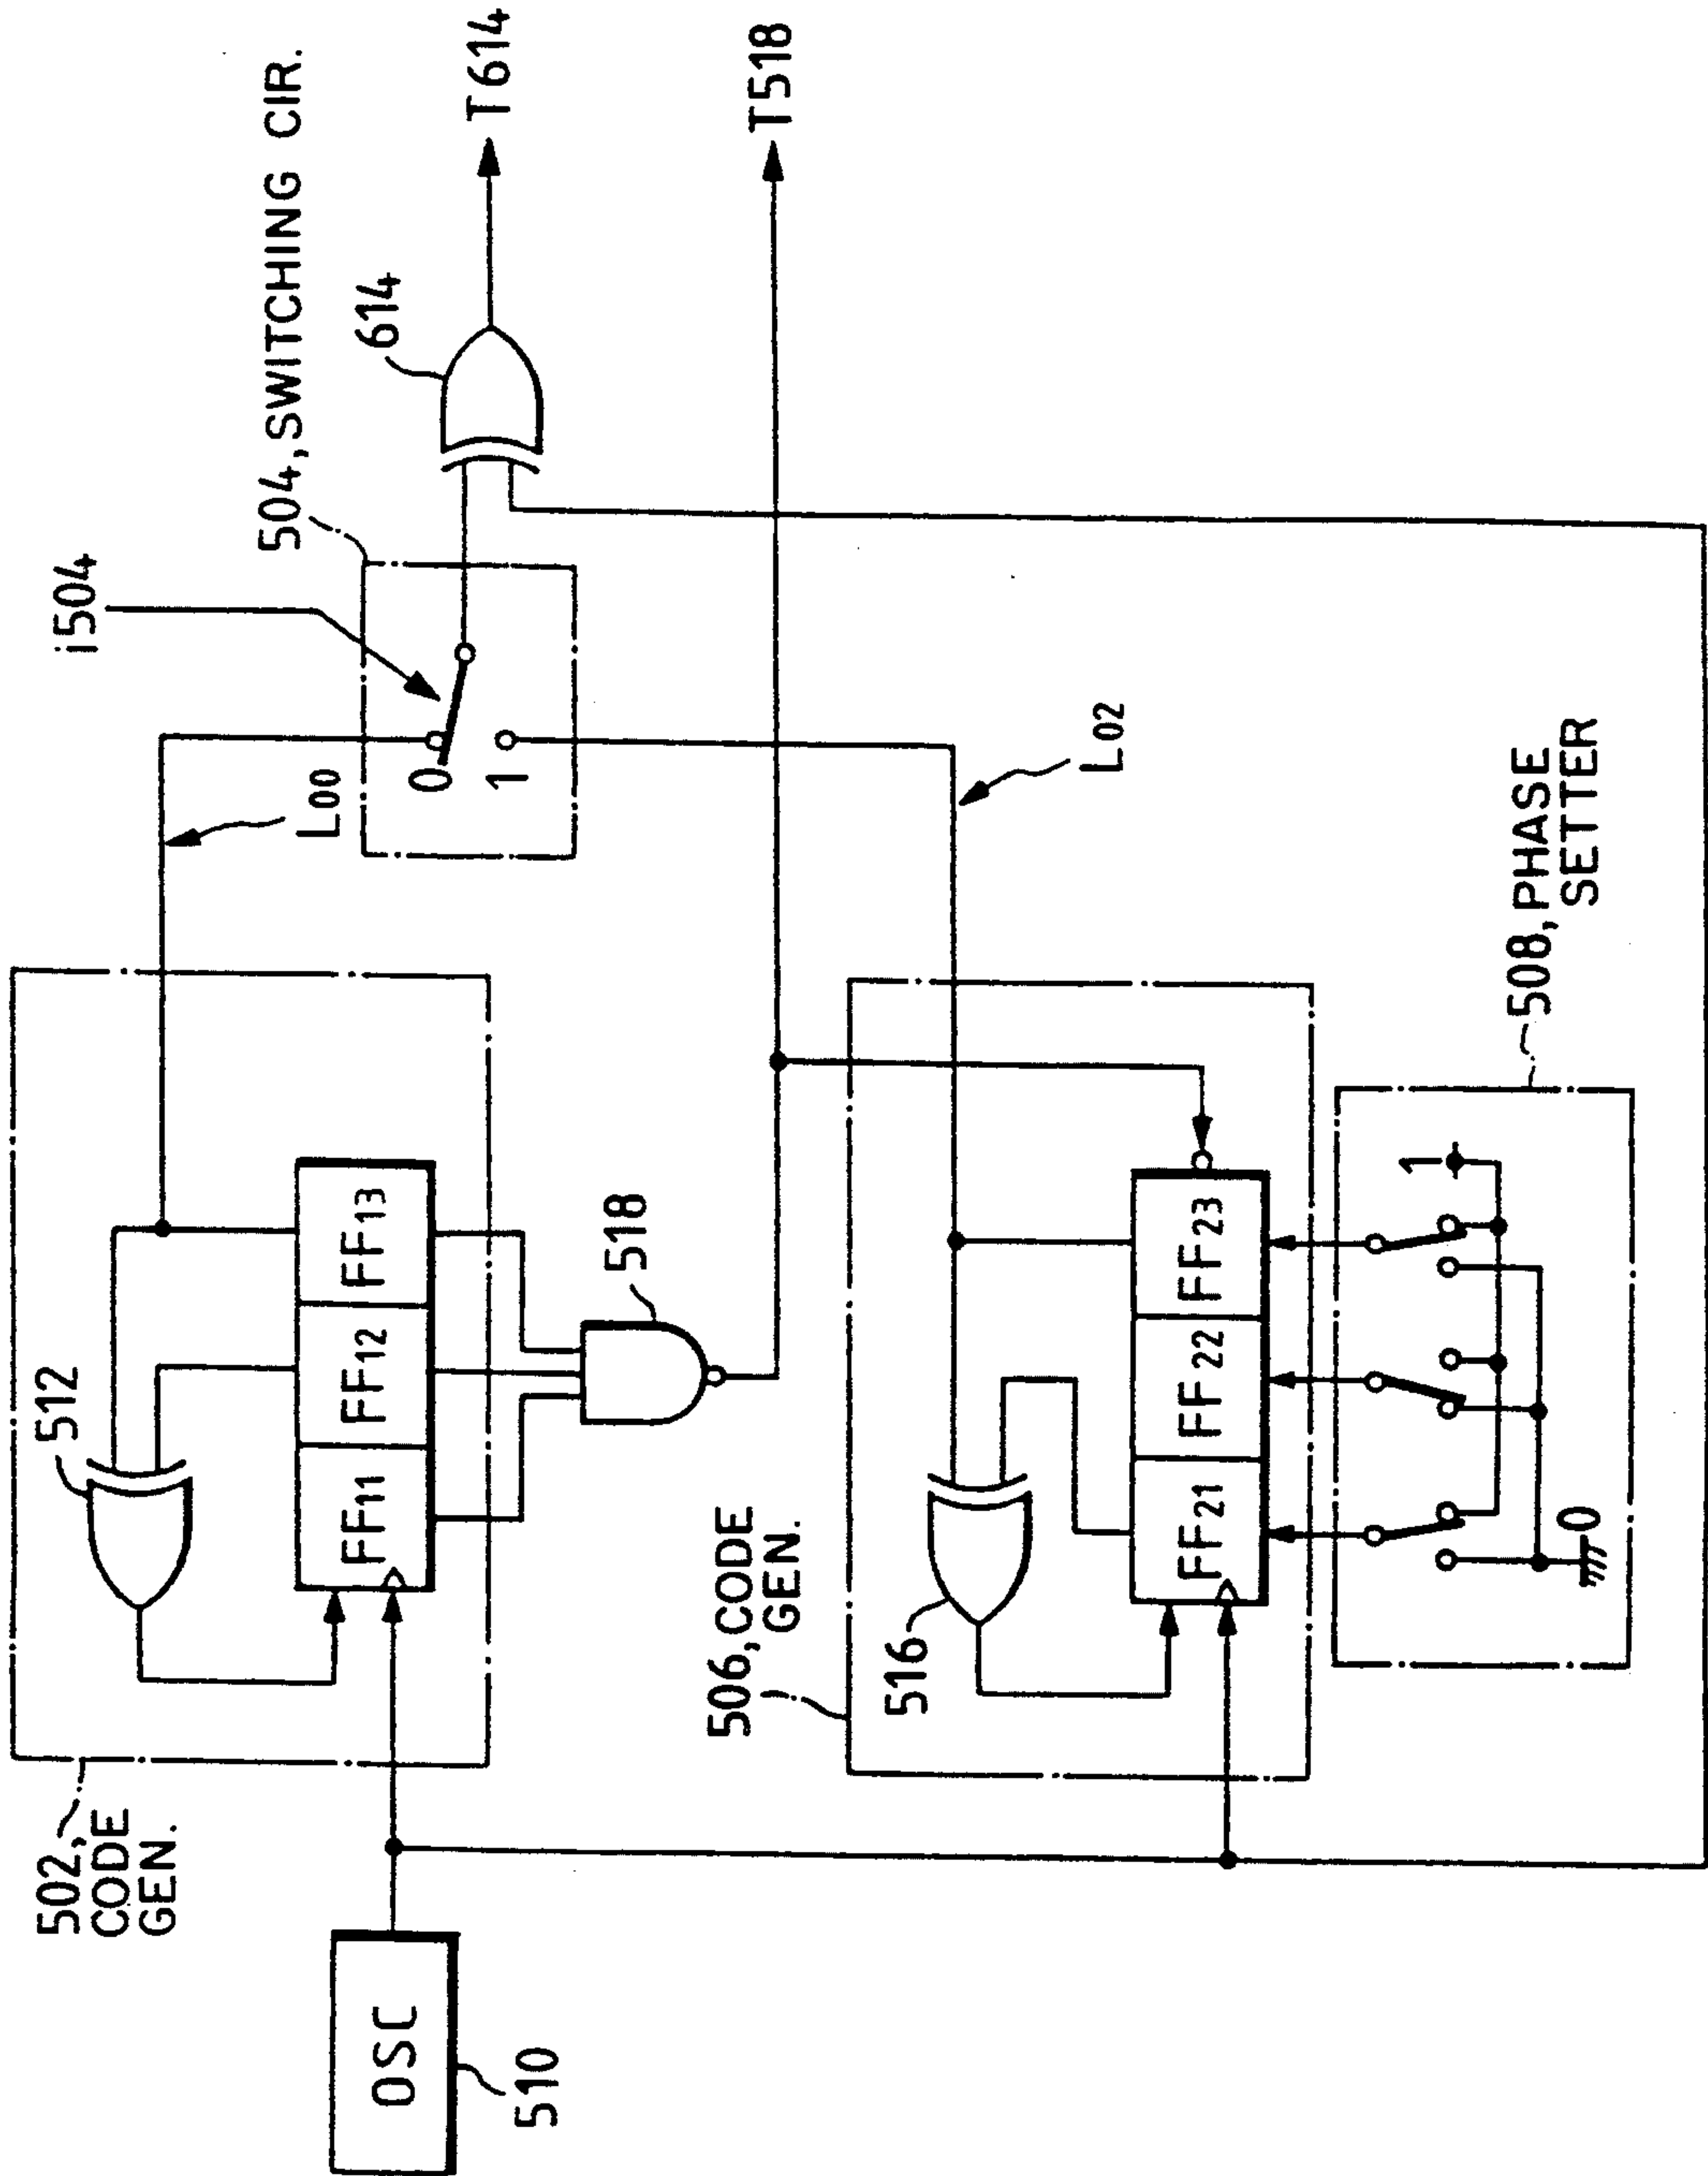 502, CODE GEN.
512
FF11
FF12
FF13
L00
i504
504, SWITCHING CIR.
0
1
614
T614
OSC
510
518
T518
506, CODE GEN.
516
FF21
FF22
FF23
L02
1
0
508, PHASE SETTER